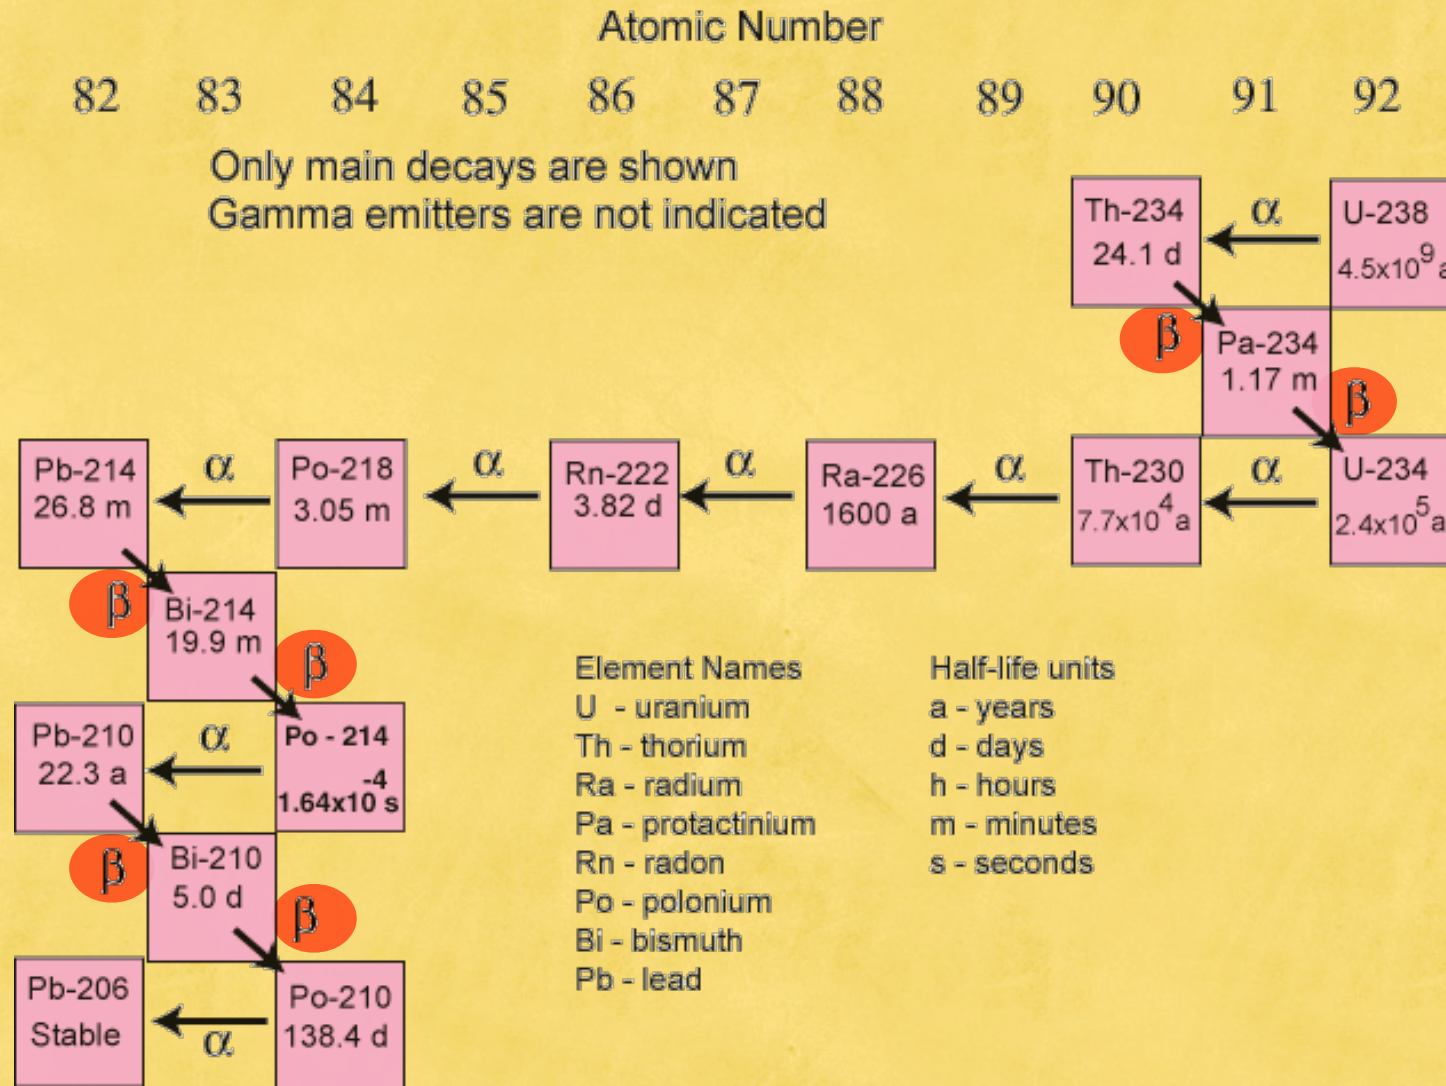 Atomic Number
82 83 84 85 86 87 88 89 90 91 92
Only main decays are shown
Gamma emitters are not indicated
Th-234
24.1 d
α
U-238
4.5x10⁹ a
β
Pa-234
1.17 m
β
Pb-214
26.8 m
α
Po-218
3.05 m
α
Rn-222
3.82 d
α
Ra-226
1600 a
α
Th-230
7.7x10⁴a
α
U-234
2.4x10⁵a
β
Bi-214
19.9 m
β
Pb-210
22.3 a
α
Po - 214
-4
1.64x10 s
β
Bi-210
5.0 d
β
Pb-206
Stable
α
Po-210
138.4 d
Element Names
U - uranium
Th - thorium
Ra - radium
Pa - protactinium
Rn - radon
Po - polonium
Bi - bismuth
Pb - lead
Half-life units
a - years
d - days
h - hours
m - minutes
s - seconds